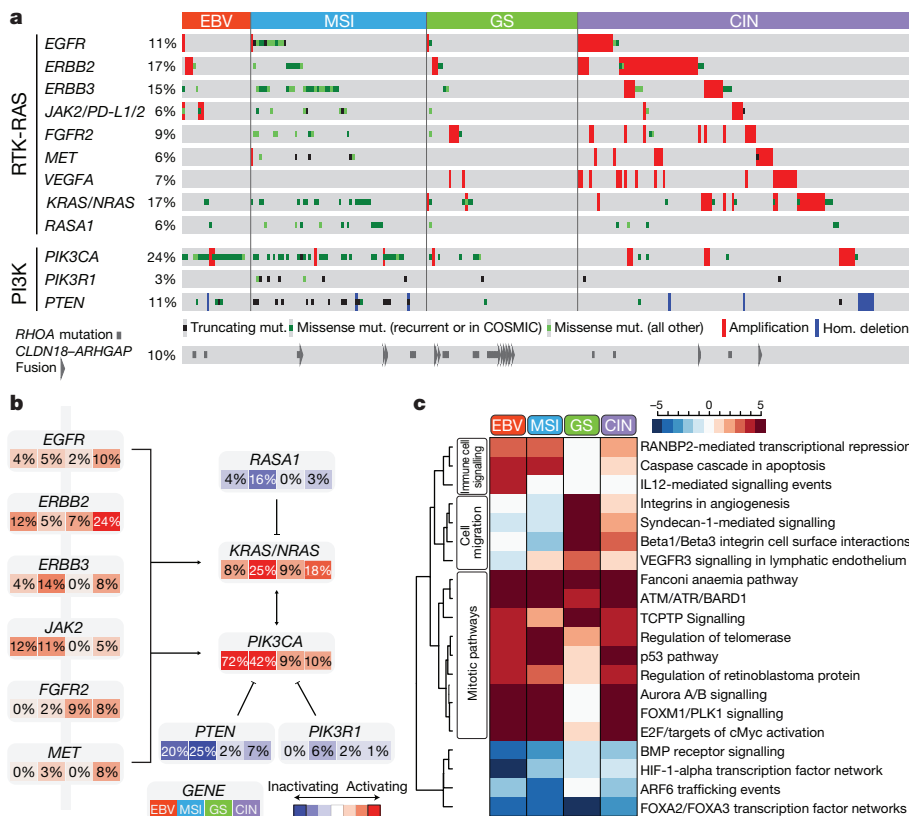 a
EBV MSI GS CIN
RTK-RAS
EGFR 11%
ERBB2 17%
ERBB3 15%
JAK2/PD-L1/2 6%
FGFR2 9%
MET 6%
VEGFA 7%
KRAS/NRAS 17%
RASA1 6%
PI3K
PIK3CA 24%
PIK3R1 3%
PTEN 11%
Truncating mut. Missense mut. (recurrent or in COSMIC) Missense mut. (all other) Amplification Hom. deletion
RHOA mutation
CLDN18–ARHGAP 10%
Fusion
b
EGFR
4% 5% 2% 10%
ERBB2
12% 5% 7% 24%
ERBB3
4% 14% 0% 8%
JAK2
12% 11% 0% 5%
FGFR2
0% 2% 9% 8%
MET
0% 3% 0% 8%
RASA1
4% 16% 0% 3%
KRAS/NRAS
8% 25% 9% 18%
PIK3CA
72% 42% 9% 10%
PTEN
20% 25% 2% 7%
PIK3R1
0% 6% 2% 1%
GENE
EBV MSI GS CIN
Inactivating Activating
c
−5 0 5
EBV MSI GS CIN
Immune cell
signalling
RANBP2-mediated transcriptional repression
Caspase cascade in apoptosis
IL12-mediated signalling events
Cell
migration
Integrins in angiogenesis
Syndecan-1-mediated signalling
Beta1/Beta3 integrin cell surface interactions
VEGFR3 signalling in lymphatic endothelium
Mitotic pathways
Fanconi anaemia pathway
ATM/ATR/BARD1
TCPTP Signalling
Regulation of telomerase
p53 pathway
Regulation of retinoblastoma protein
Aurora A/B signalling
FOXM1/PLK1 signalling
E2F/targets of cMyc activation
BMP receptor signalling
HIF-1-alpha transcription factor network
ARF6 trafficking events
FOXA2/FOXA3 transcription factor networks